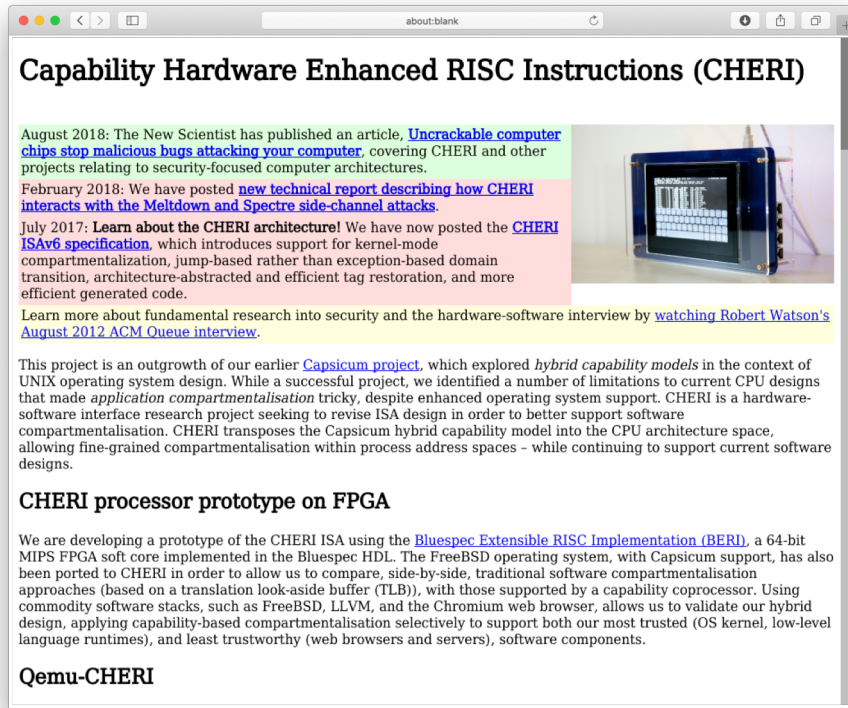 about:blank
Capability Hardware Enhanced RISC Instructions (CHERI)
August 2018: The New Scientist has published an article, Uncrackable computer
chips stop malicious bugs attacking your computer, covering CHERI and other
projects relating to security-focused computer architectures.
February 2018: We have posted new technical report describing how CHERI
interacts with the Meltdown and Spectre side-channel attacks.
July 2017: Learn about the CHERI architecture! We have now posted the CHERI
ISAv6 specification, which introduces support for kernel-mode
compartmentalization, jump-based rather than exception-based domain
transition, architecture-abstracted and efficient tag restoration, and more
efficient generated code.
Learn more about fundamental research into security and the hardware-software interview by watching Robert Watson's
August 2012 ACM Queue interview.
This project is an outgrowth of our earlier Capsicum project, which explored hybrid capability models in the context of
UNIX operating system design. While a successful project, we identified a number of limitations to current CPU designs
that made application compartmentalisation tricky, despite enhanced operating system support. CHERI is a hardware-
software interface research project seeking to revise ISA design in order to better support software
compartmentalisation. CHERI transposes the Capsicum hybrid capability model into the CPU architecture space,
allowing fine-grained compartmentalisation within process address spaces – while continuing to support current software
designs.
CHERI processor prototype on FPGA
We are developing a prototype of the CHERI ISA using the Bluespec Extensible RISC Implementation (BERI), a 64-bit
MIPS FPGA soft core implemented in the Bluespec HDL. The FreeBSD operating system, with Capsicum support, has also
been ported to CHERI in order to allow us to compare, side-by-side, traditional software compartmentalisation
approaches (based on a translation look-aside buffer (TLB)), with those supported by a capability coprocessor. Using
commodity software stacks, such as FreeBSD, LLVM, and the Chromium web browser, allows us to validate our hybrid
design, applying capability-based compartmentalisation selectively to support both our most trusted (OS kernel, low-level
language runtimes), and least trustworthy (web browsers and servers), software components.
Qemu-CHERI